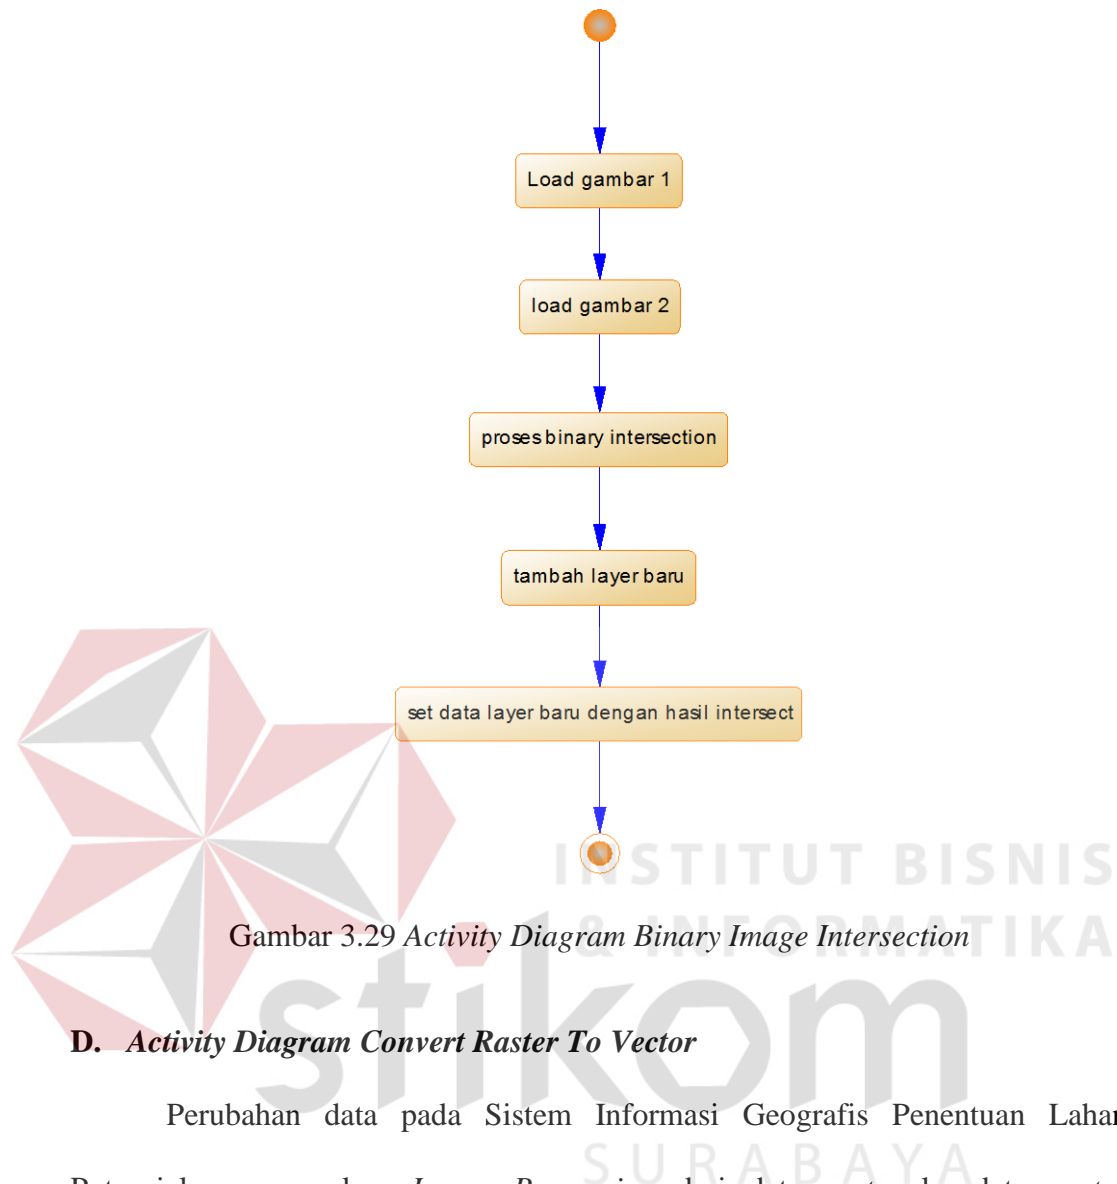 Load gambar 1
load gambar 2
proses binary intersection
tambah layer baru
set data layer baru dengan hasil intersect
INSTITUT BISNIS
& INFORMATIKA
Gambar 3.29 Activity Diagram Binary Image Intersection
stikom
D. Activity Diagram Convert Raster To Vector
Perubahan data pada Sistem Informasi Geografis Penentuan Lahan
SURABAYA